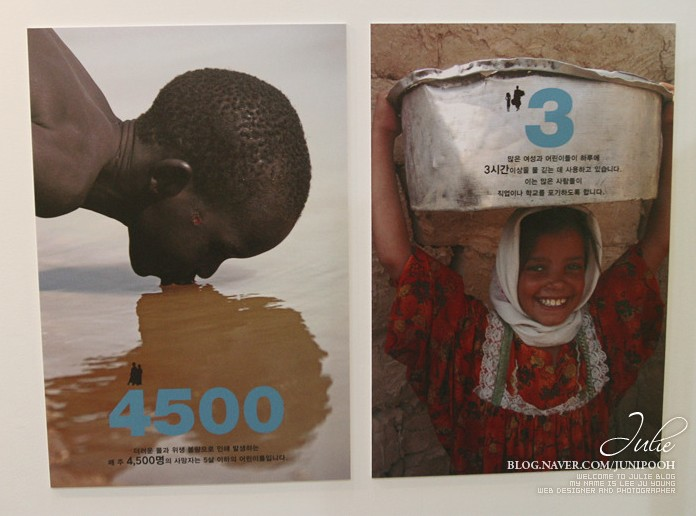 4500
더러운 물과 위생 불량으로 인해 발생하는
매 주 4,500명의 사망자는 5살 이하의 어린이들입니다.
3
많은 여성과 어린이들이 하루에
3시간이상을 물 긷는 데 사용하고 있습니다.
이는 많은 사람들이
직업이나 학교를 포기하도록 합니다.
Julie
BLOG.NAVER.COM/JUNIPOOH
WELCOME TO JULIE BLOG
MY NAME IS LEE JU YOUNG
WEB DESIGNER AND PHOTOGRAPHER